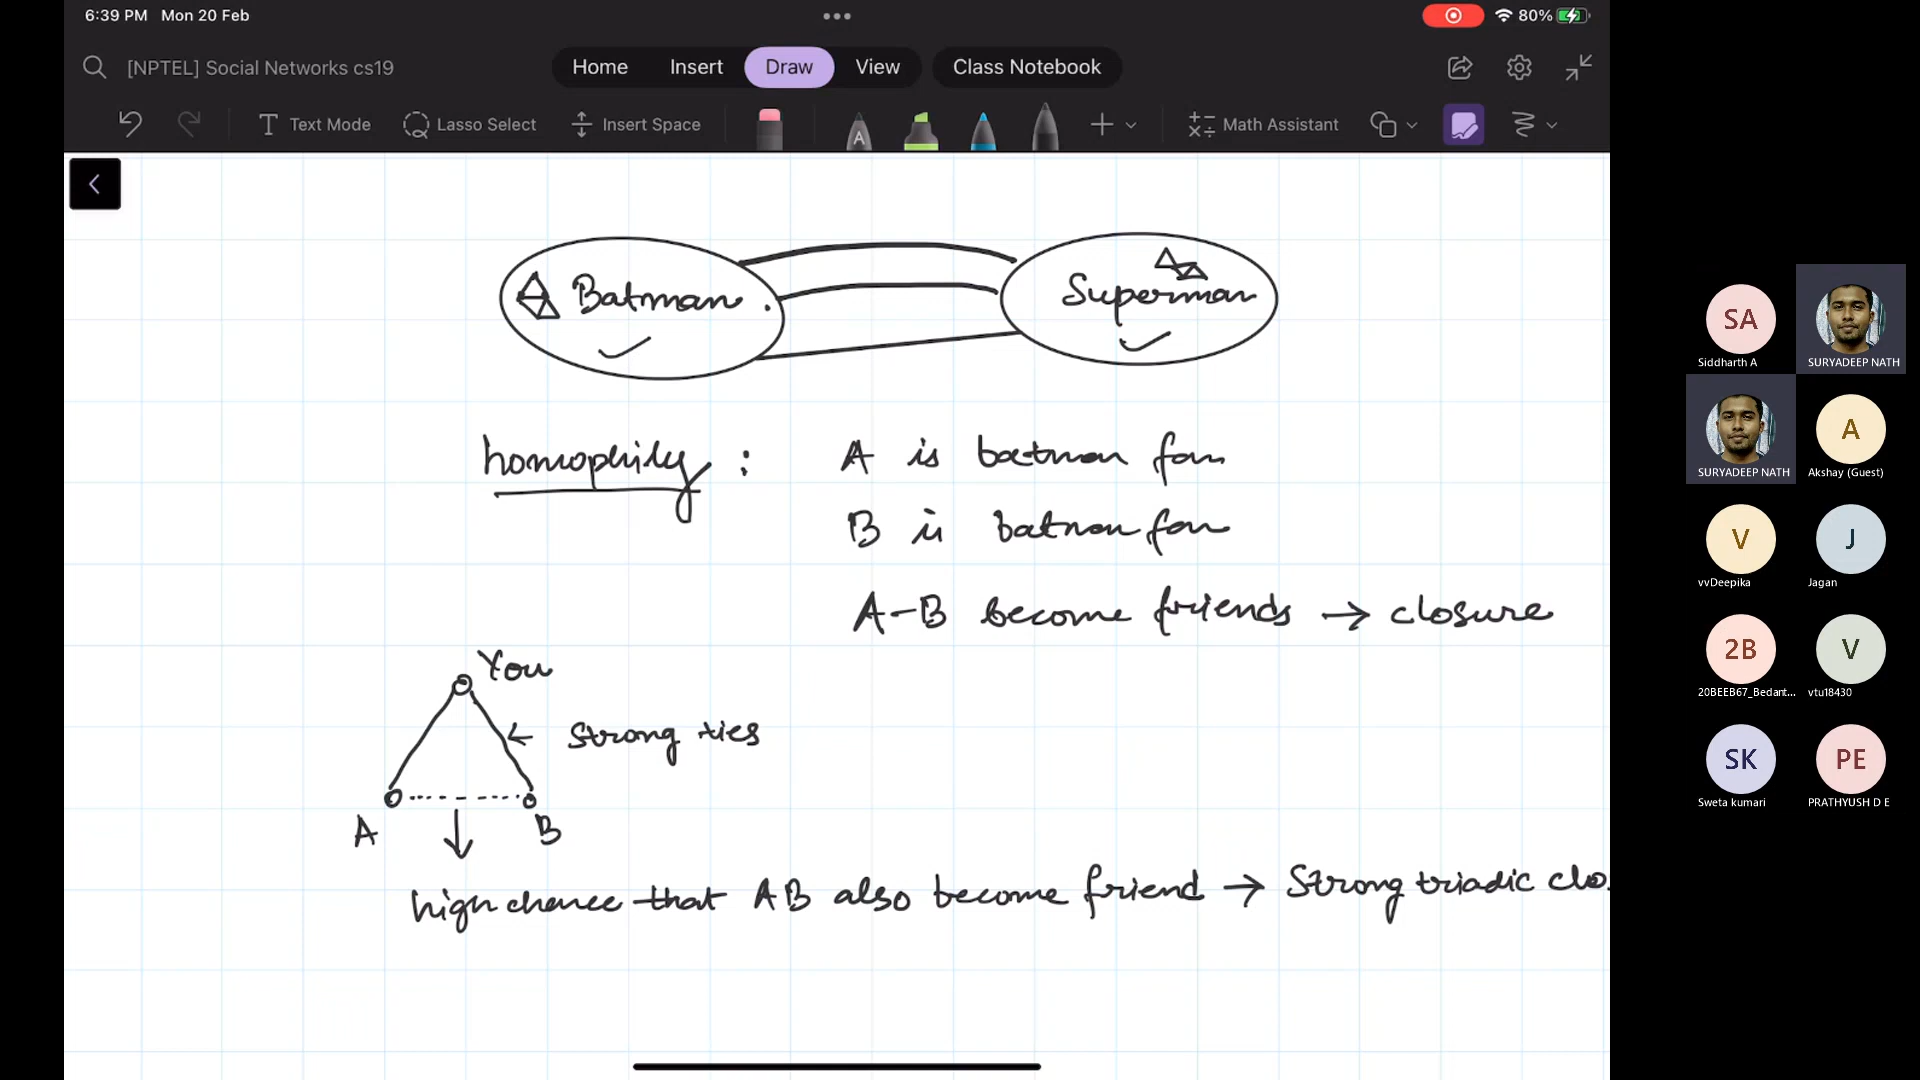 6:39 PM Mon 20 Feb
80%
[NPTEL] Social Networks cs19
Home Insert Draw View Class Notebook
Text Mode Lasso Select Insert Space A Math Assistant
Batman. Superman
homophily : A is batman fan
B is batman fan
A-B become friends → closure
You
← Strong ties
A B
high chance that AB also become friend → Strong triadic clo.
SA
Siddharth A
SURYADEEP NATH
SURYADEEP NATH
A
Akshay (Guest)
V
vvDeepika
J
Jagan
2B
20BEEB67_Bedant...
V
vtu18430
SK
Sweta kumari
PE
PRATHYUSH D E